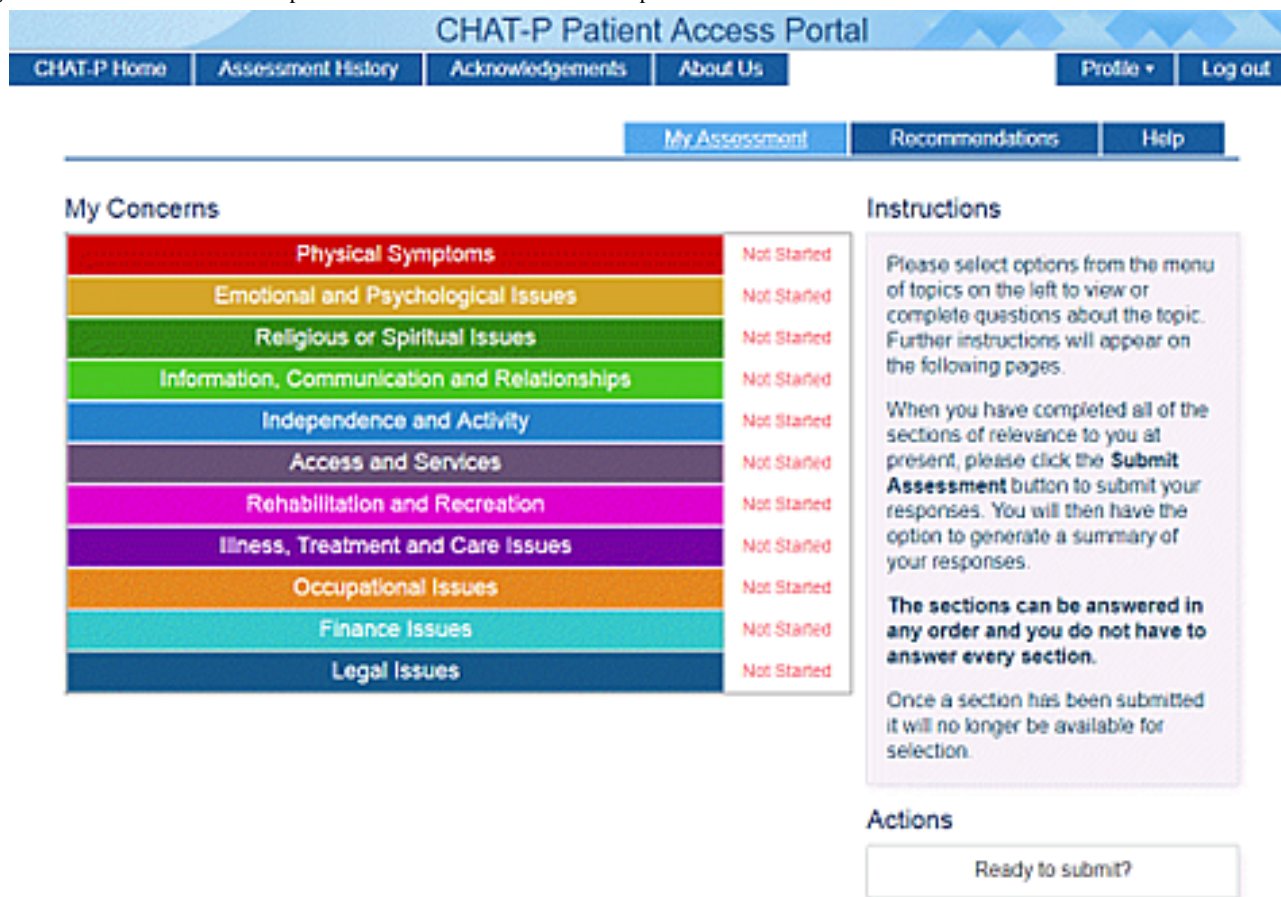 CHAT-P Patient Access Portal
CHAT-P Home Assessment History Acknowledgements About Us Profile Log out
My Assessment Recommendations Help
My Concerns
Physical Symptoms Not Started
Emotional and Psychological Issues Not Started
Religious or Spiritual Issues Not Started
Information, Communication and Relationships Not Started
Independence and Activity Not Started
Access and Services Not Started
Rehabilitation and Recreation Not Started
Illness, Treatment and Care Issues Not Started
Occupational Issues Not Started
Finance Issues Not Started
Legal Issues Not Started
Instructions
Please select options from the menu
of topics on the left to view or
complete questions about the topic.
Further instructions will appear on
the following pages.
When you have completed all of the
sections of relevance to you at
present, please click the Submit
Assessment button to submit your
responses. You will then have the
option to generate a summary of
your responses.
The sections can be answered in
any order and you do not have to
answer every section.
Once a section has been submitted
it will no longer be available for
selection.
Actions
Ready to submit?